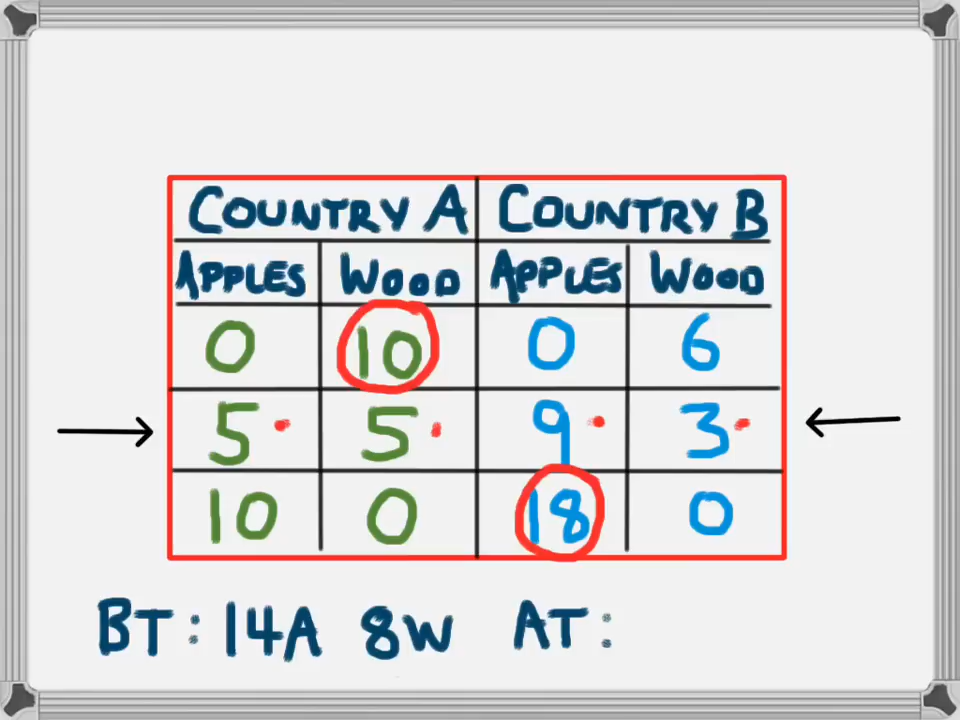 COUNTRY A COUNTRY B
APPLES WOOD APPLES WOOD
0 10 0 6
5 5 9 3
10 0 18 0
BT: 14A 8W AT: